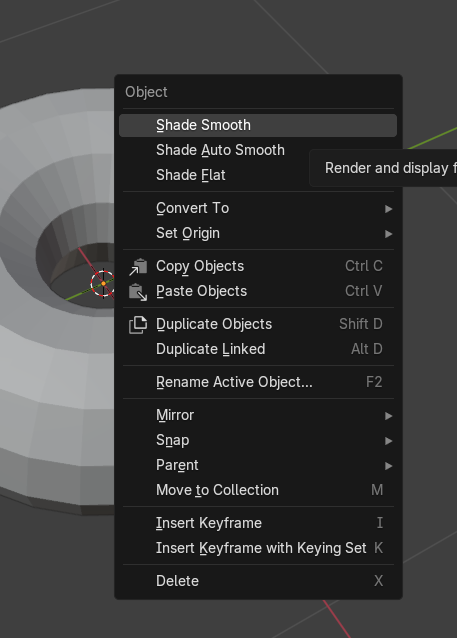 Object
Shade Smooth
Shade Auto Smooth
Shade Flat
Render and display f
Convert To
Set Origin
Copy Objects Ctrl C
Paste Objects Ctrl V
Duplicate Objects Shift D
Duplicate Linked Alt D
Rename Active Object... F2
Mirror
Snap
Parent
Move to Collection M
Insert Keyframe I
Insert Keyframe with Keying Set K
Delete X